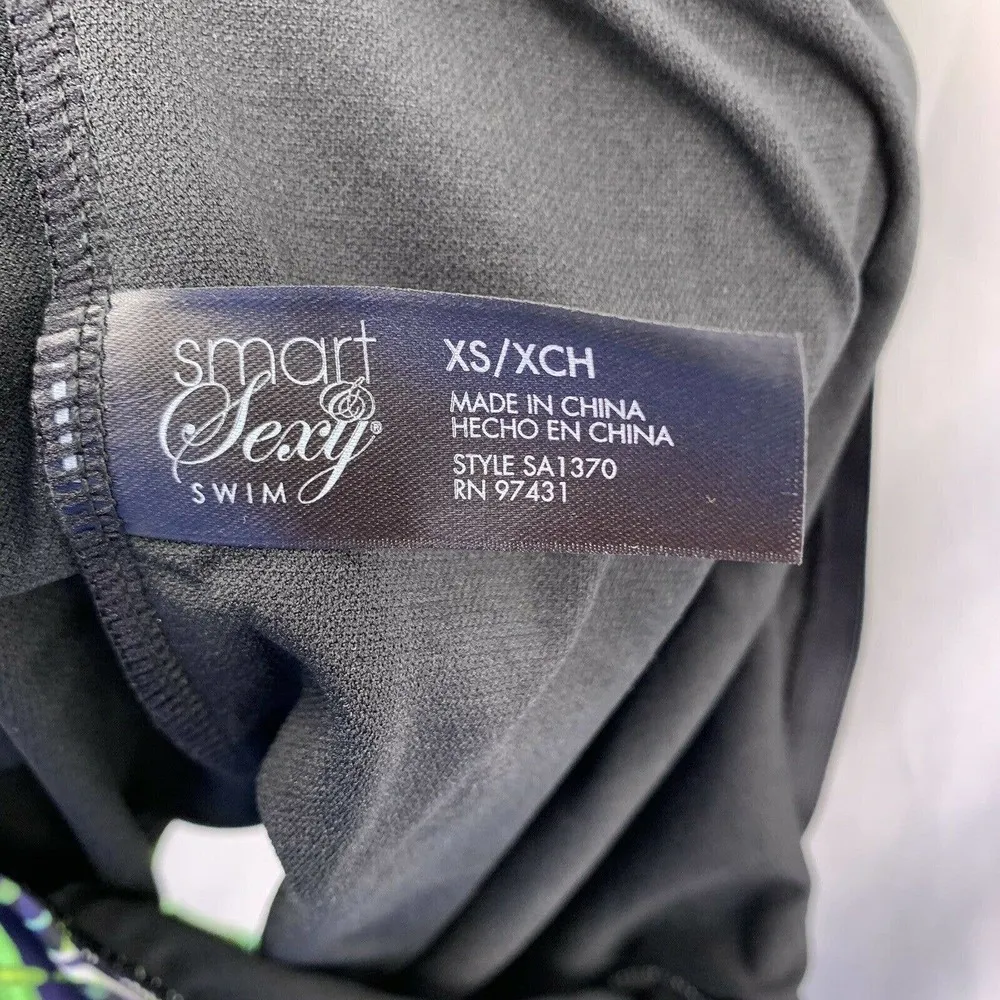 smart
& Sexy®
SWIM
XS/XCH
MADE IN CHINA
HECHO EN CHINA
STYLE SA1370
RN 97431